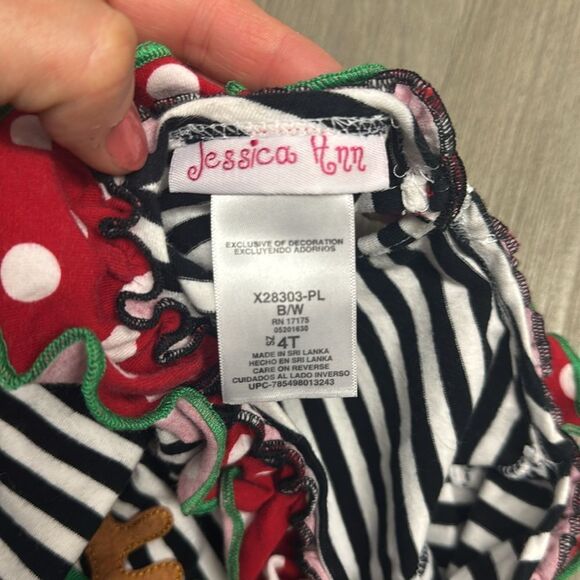 Jessica Ann
EXCLUSIVE OF DECORATION
EXCLUYENDO ADORNOS
X28303-PL
B/W
RN 17175
05201630
SZ 4T
MADE IN SRI LANKA
HECHO EN SRI LANKA
CARE ON REVERSE
CUIDADOS AL LADO INVERSO
UPC-785498013243